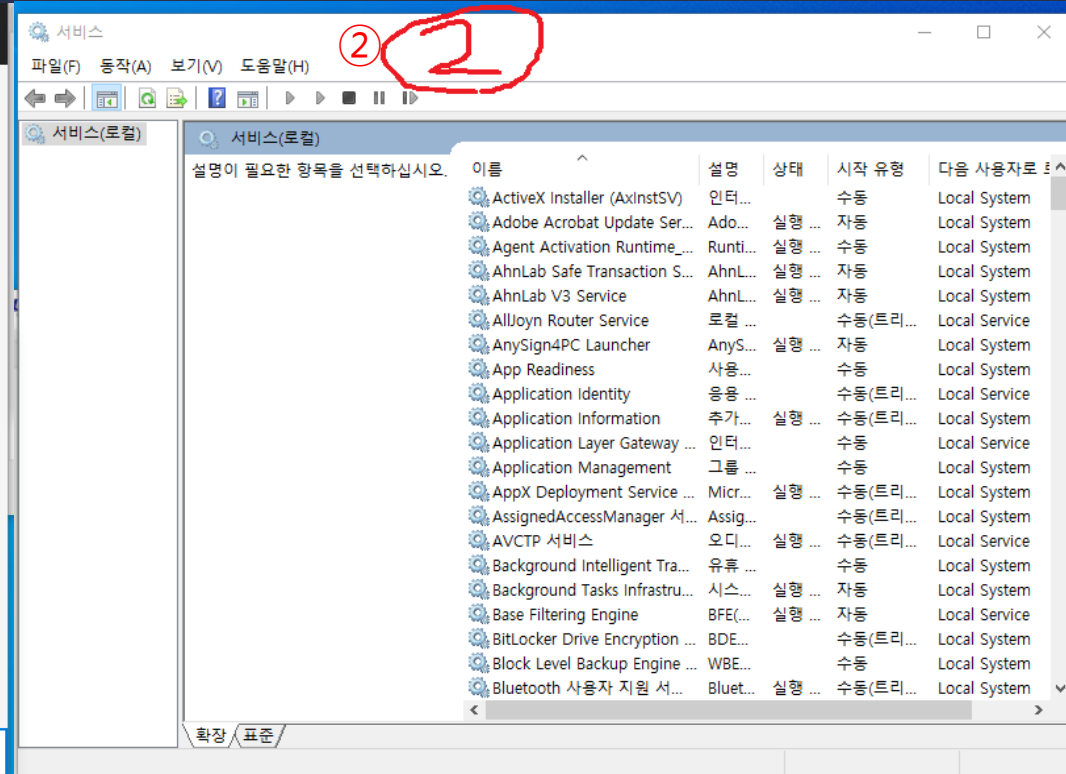 서비스
② 2
파일(F) 동작(A) 보기(V) 도움말(H)
서비스(로컬)
서비스(로컬)
설명이 필요한 항목을 선택하십시오.
이름 설명 상태 시작 유형 다음 사용자로
ActiveX Installer (AxInstSV) 인터... 수동 Local System
Adobe Acrobat Update Ser... Ado... 실행 ... 자동 Local System
Agent Activation Runtime_... Runti... 실행 ... 수동 Local System
AhnLab Safe Transaction S... AhnL... 실행 ... 자동 Local System
AhnLab V3 Service AhnL... 실행 ... 자동 Local System
AllJoyn Router Service 로컬 ... 수동(트리... Local Service
AnySign4PC Launcher AnyS... 실행 ... 자동 Local System
App Readiness 사용... 수동 Local System
Application Identity 응용 ... 수동(트리... Local Service
Application Information 추가... 실행 ... 수동(트리... Local System
Application Layer Gateway ... 인터... 수동 Local Service
Application Management 그룹 ... 수동 Local System
AppX Deployment Service ... Micr... 실행 ... 수동(트리... Local System
AssignedAccessManager 서... Assig... 수동(트리... Local System
AVCTP 서비스 오디... 실행 ... 수동(트리... Local Service
Background Intelligent Tra... 유휴 ... 수동 Local System
Background Tasks Infrastru... 시스... 실행 ... 자동 Local System
Base Filtering Engine BFE(... 실행 ... 자동 Local Service
BitLocker Drive Encryption ... BDE... 수동(트리... Local System
Block Level Backup Engine ... WBE... 수동 Local System
Bluetooth 사용자 지원 서... Bluet... 실행 ... 수동(트리... Local System
확장 표준